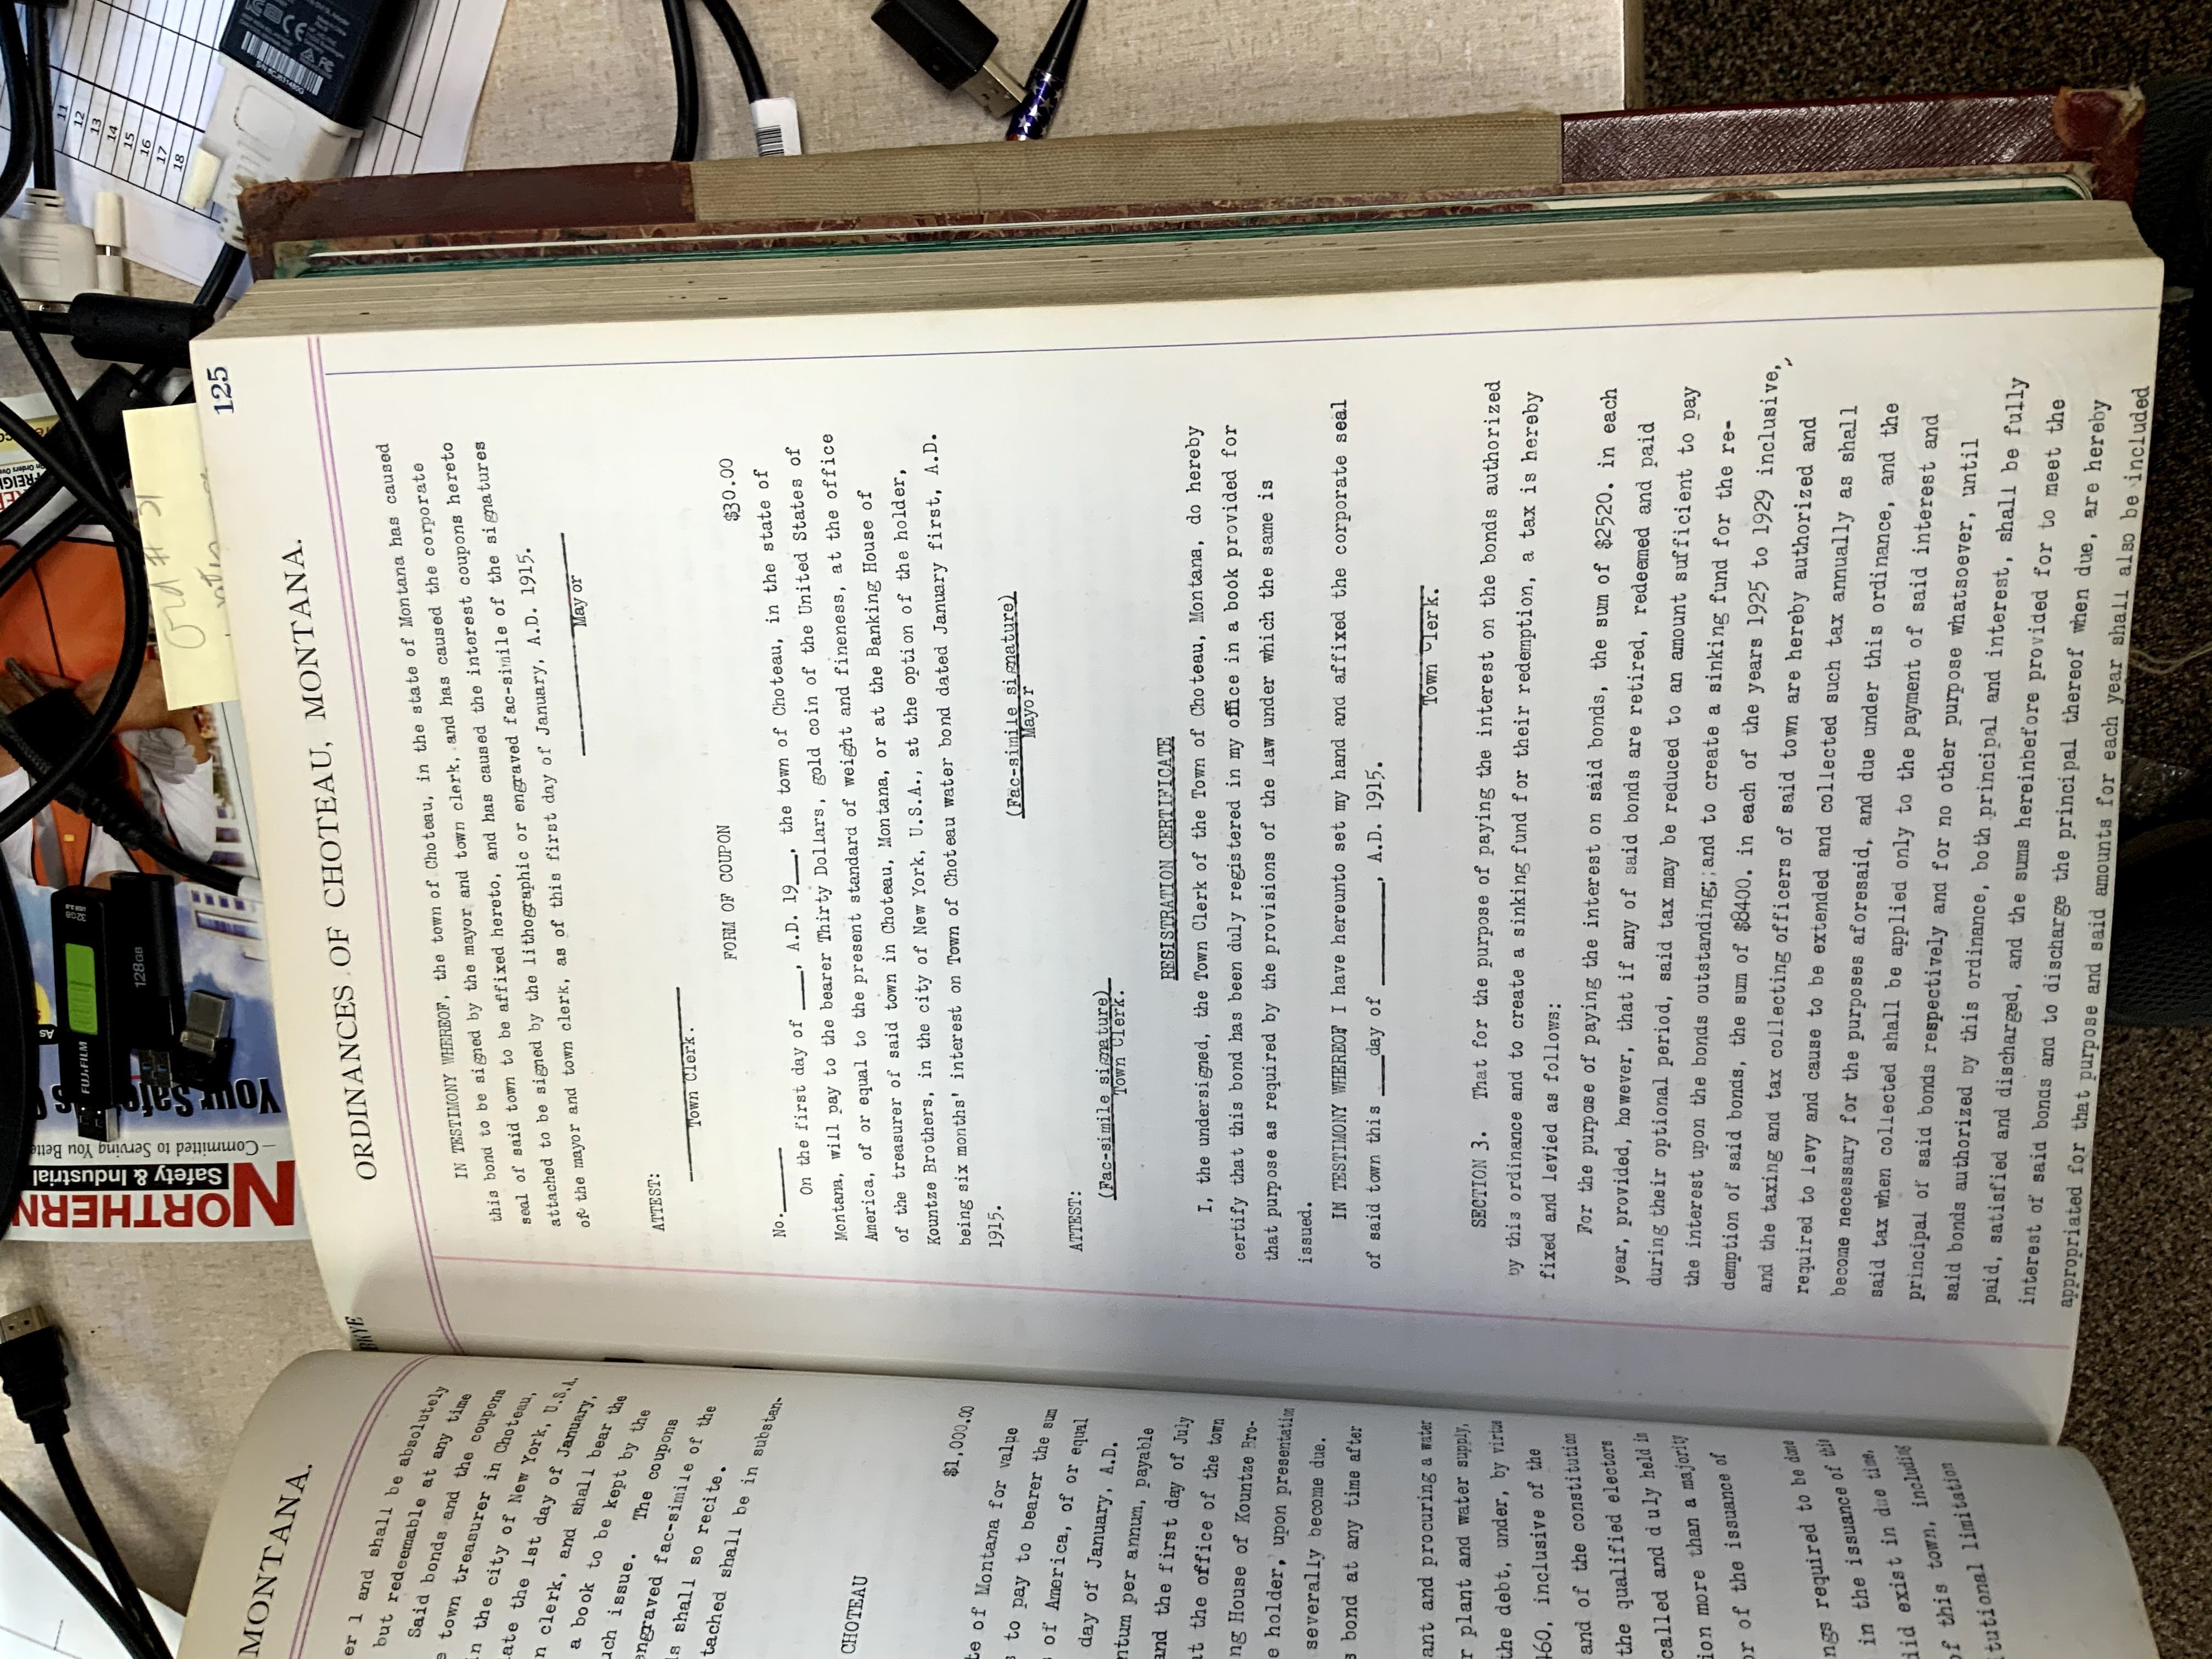 MONTANA.
er 1 and shall be absolutely
but redeemable at any time
Said bonds and the coupons
e town treasurer in Choteau,
n the city of New York, U.S.A.
ate the 1st day of January,
n clerk, and shall bear the
a book to be kept by the
uch issue. The coupons
engraved fac-simile of the
s shall so recite.
tached shall be in substan-
CHOTEAU
$1,000.00
te of Montana for value
s to pay to bearer the sum
of America, of or equal
day of January, A.D.
ntum per annum, payable
and the first day of July
at the office of the town
ng House of Kountze Bro-
e holder, upon presentation
severally become due.
s bond at any time after
ant and procuring a water
r plant and water supply,
the debt, under, by virtue
460, inclusive of the
and of the constitution
the qualified electors
called and duly held in
ion more than a majority
or of the issuance of
ngs required to be done
in the issuance of this
did exist in due time,
of this town, including
tutional limitation
ORDINANCES OF CHOTEAU, MONTANA.
125
IN TESTIMONY WHEREOF, the town of Choteau, in the state of Montana has caused
this bond to be signed by the mayor and town clerk, and has caused the corporate
seal of said town to be affixed hereto, and has caused the interest coupons hereto
attached to be signed by the lithographic or engraved fac-simile of the signatures
of the mayor and town clerk, as of this first day of January, A.D. 1915.
Mayor
ATTEST:
Town Clerk.
FORM OF COUPON
No.
$30.00
On the first day of ___, A.D. 19___, the town of Choteau, in the state of
Montana, will pay to the bearer Thirty Dollars, gold coin of the United States of
America, of or equal to the present standard of weight and fineness, at the office
of the treasurer of said town in Choteau, Montana, or at the Banking House of
Kountze Brothers, in the city of New York, U.S.A., at the option of the holder,
being six months' interest on Town of Choteau water bond dated January first, A.D.
1915.
(Fac-simile signature)
Mayor
ATTEST:
(Fac-simile signature)
Town Clerk.
REGISTRATION CERTIFICATE
I, the undersigned, the Town Clerk of the Town of Choteau, Montana, do hereby
certify that this bond has been duly registered in my office in a book provided for
that purpose as required by the provisions of the law under which the same is
issued.
IN TESTIMONY WHEREOF I have hereunto set my hand and affixed the corporate seal
of said town this ___day of ______, A.D. 1915.
Town Clerk.
SECTION 3. That for the purpose of paying the interest on the bonds authorized
by this ordinance and to create a sinking fund for their redemption, a tax is hereby
fixed and levied as follows:
For the purpose of paying the interest on said bonds, the sum of $2520. in each
year, provided, however, that if any of said bonds are retired, redeemed and paid
during their optional period, said tax may be reduced to an amount sufficient to pay
the interest upon the bonds outstanding; and to create a sinking fund for the re-
demption of said bonds, the sum of $8400. in each of the years 1925 to 1929 inclusive,
and the taxing and tax collecting officers of said town are hereby authorized and
required to levy and cause to be extended and collected such tax annually as shall
become necessary for the purposes aforesaid, and due under this ordinance, and the
said tax when collected shall be applied only to the payment of said interest and
principal of said bonds respectively and for no other purpose whatsoever, until
said bonds authorized by this ordinance, both principal and interest, shall be fully
paid, satisfied and discharged, and the sums hereinbefore provided for to meet the
interest of said bonds and to discharge the principal thereof when due, are hereby
appropriated for that purpose and said amounts for each year shall also be included
NORTHERN
Safety & Industrial
Committed to Serving You Bette
Your Safe
FUJIFILM
32GB
128GB
Ord #
11
12
13
14
15
16
17
18